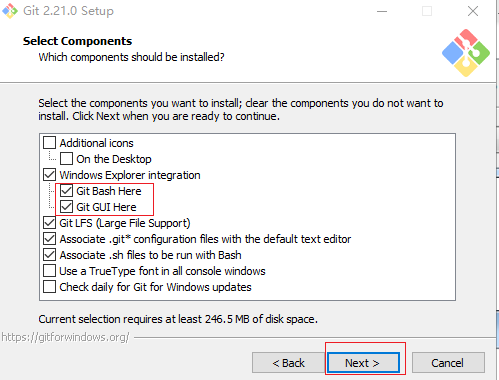 Git 2.21.0 Setup
Select Components
Which components should be installed?
Select the components you want to install; clear the components you do not want to
install. Click Next when you are ready to continue.
Additional icons
On the Desktop
Windows Explorer integration
Git Bash Here
Git GUI Here
Git LFS (Large File Support)
Associate .git* configuration files with the default text editor
Associate .sh files to be run with Bash
Use a TrueType font in all console windows
Check daily for Git for Windows updates
Current selection requires at least 246.5 MB of disk space.
https://gitforwindows.org/
< Back
Next >
Cancel